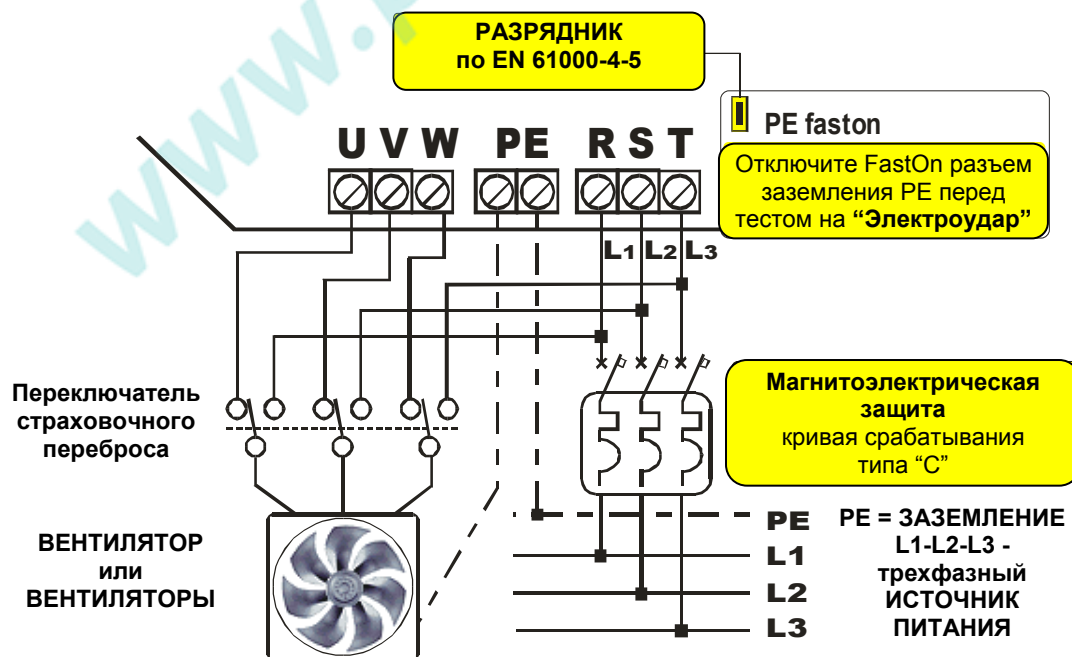 www.
РАЗРЯДНИК
по EN 61000-4-5
PE faston
Отключите FastOn разъем
заземления PE перед
тестом на “Электроудар”
U V W PE R S T
L1 L2 L3
Переключатель
страховочного
переброса
Магнитоэлектрическая
защита
кривая срабатывания
типа “С”
ВЕНТИЛЯТОР
или
ВЕНТИЛЯТОРЫ
PE
L1
L2
L3
PE = ЗАЗЕМЛЕНИЕ
L1-L2-L3 -
трехфазный
ИСТОЧНИК
ПИТАНИЯ